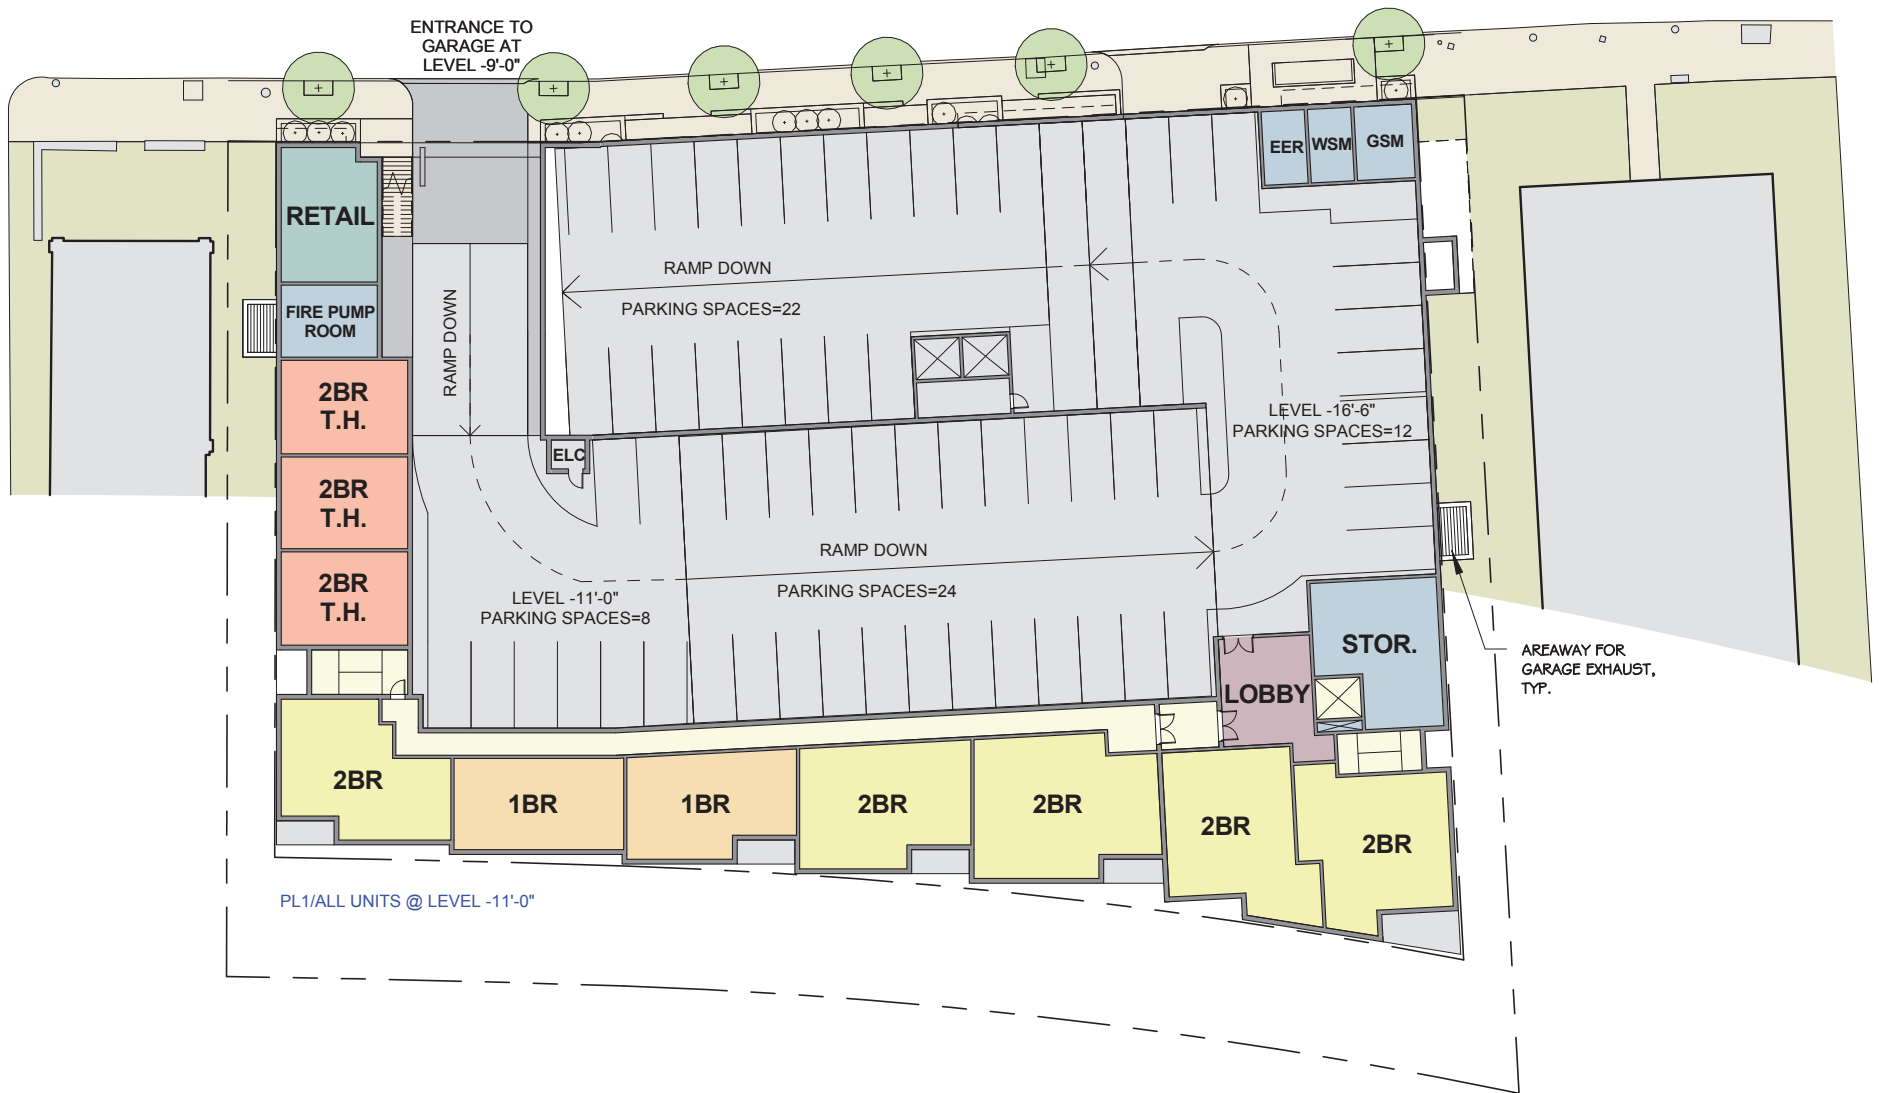 ENTRANCE TO
GARAGE AT
LEVEL -9'-0"
EER
WSM
GSM
RETAIL
RAMP DOWN
PARKING SPACES=22
RAMP DOWN
FIRE PUMP
ROOM
2BR
T.H.
LEVEL -16'-6"
PARKING SPACES=12
ELC
2BR
T.H.
RAMP DOWN
PARKING SPACES=24
2BR
T.H.
LEVEL -11'-0"
PARKING SPACES=8
STOR.
AREAWAY FOR
GARAGE EXHAUST,
TYP.
LOBBY
2BR
1BR
1BR
2BR
2BR
2BR
2BR
PL1/ALL UNITS @ LEVEL -11'-0"